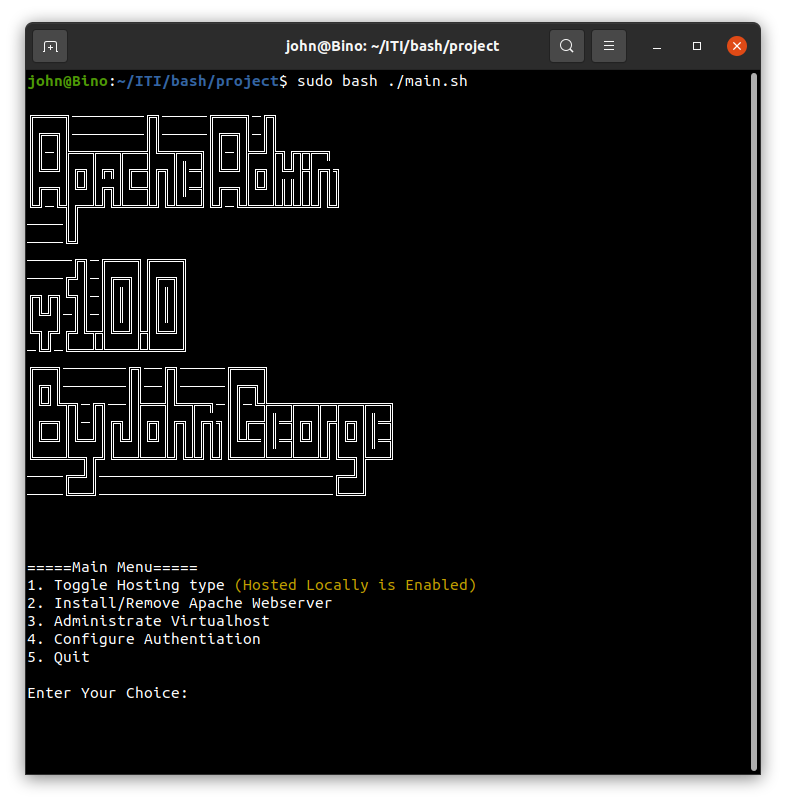 john@Bino: ~/ITI/bash/project
john@Bino:~/ITI/bash/project$ sudo bash ./main.sh
ApacheAdmin
v1.0.0
By John George
=====Main Menu=====
1. Toggle Hosting type (Hosted Locally is Enabled)
2. Install/Remove Apache Webserver
3. Administrate Virtualhost
4. Configure Authentiation
5. Quit
Enter Your Choice: